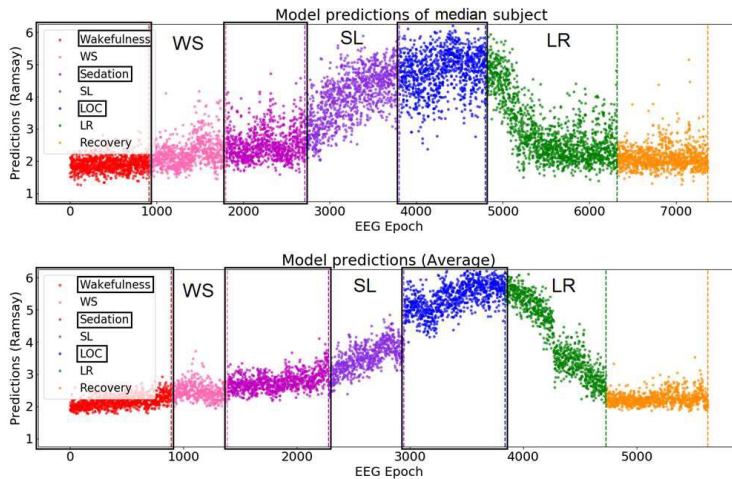 Model predictions of median subject
6
5
4
3
2
1
Predictions (Ramsay)
Wakefulness
WS
Sedation
SL
LOC
LR
Recovery
WS
SL
LR
0 1000 2000 3000 4000 5000 6000 7000
EEG Epoch
Model predictions (Average)
6
5
4
3
2
1
Predictions (Ramsay)
Wakefulness
WS
Sedation
SL
LOC
LR
Recovery
WS
SL
LR
0 1000 2000 3000 4000 5000
EEG Epoch